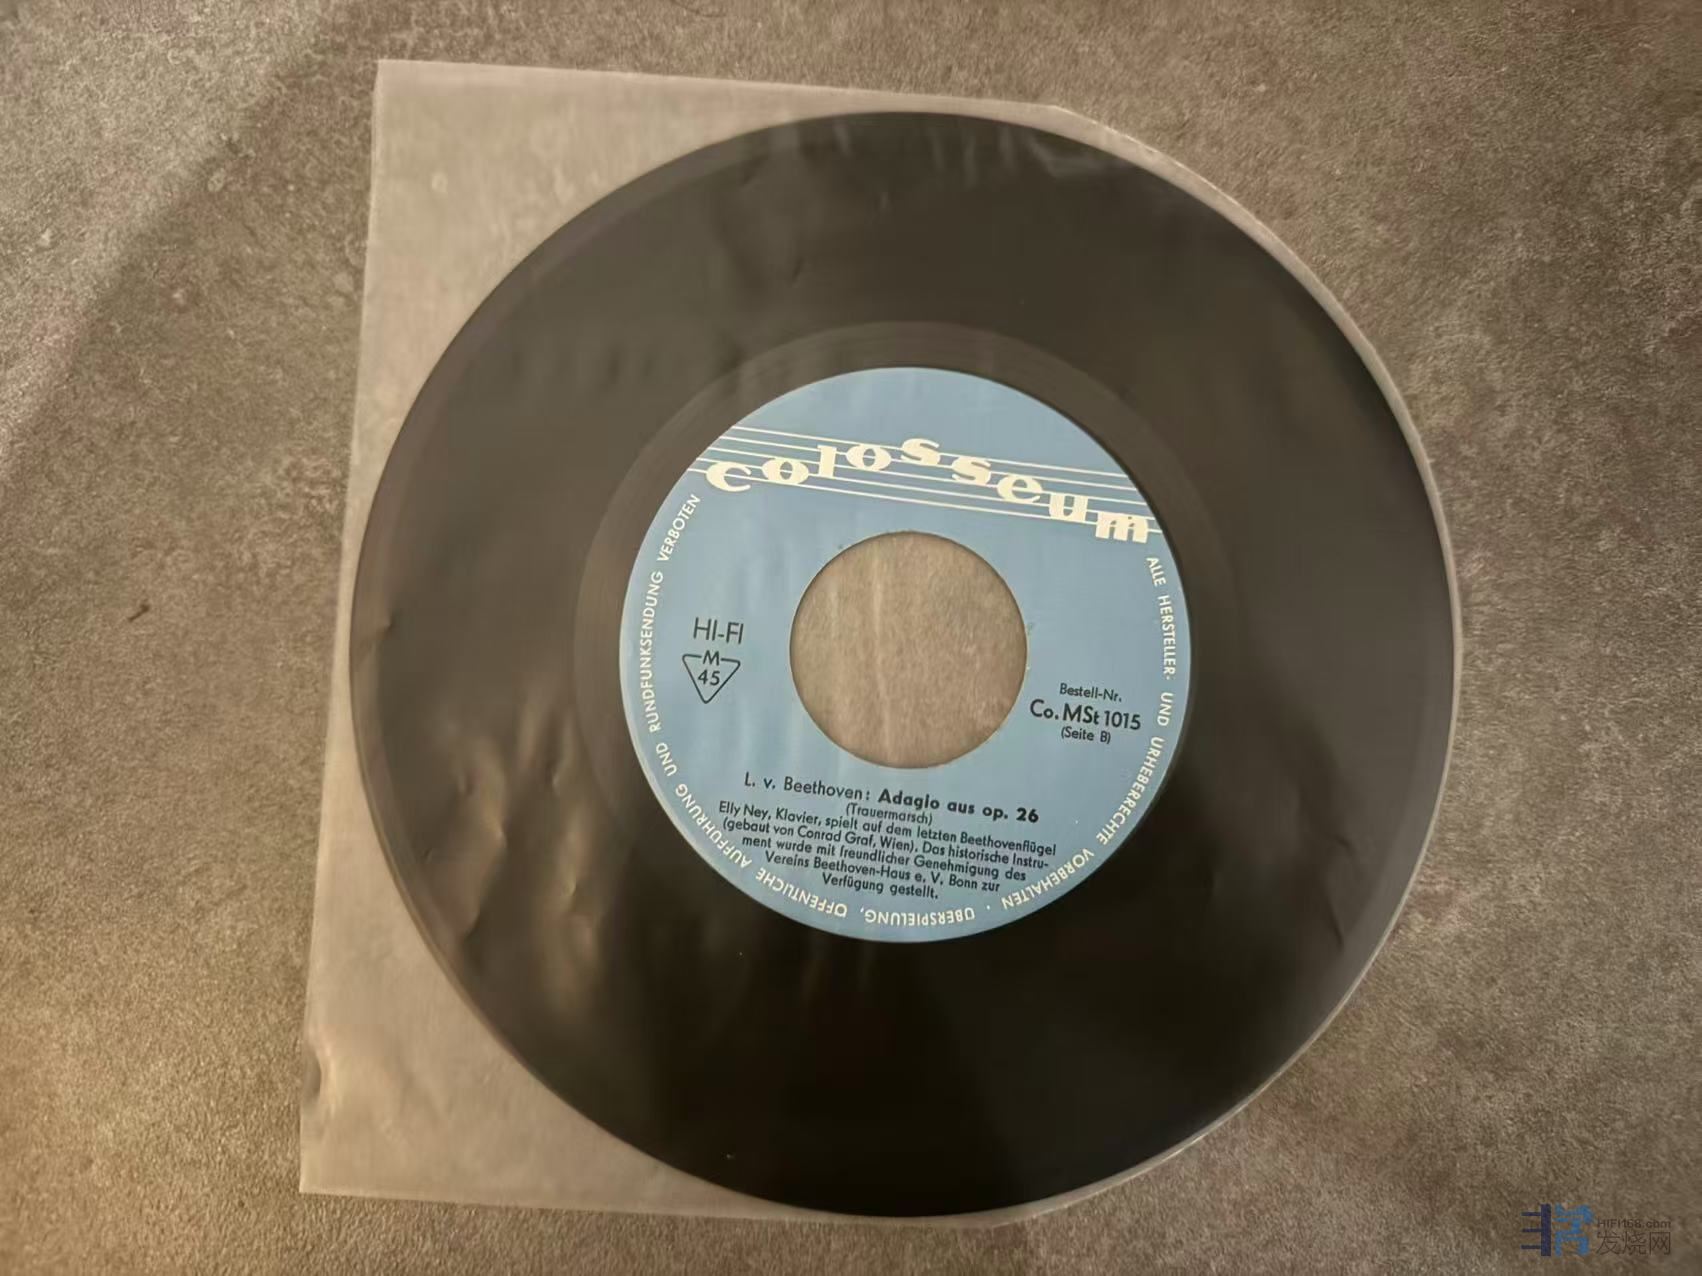 colosseum
HI-FI
M
45
Bestell-Nr.
Co. MSt 1015
(Seite B)
L. v. Beethoven: Adagio aus op. 26
(Trauermarsch)
Elly Ney, Klavier, spielt auf dem letzten Beethovenflügel
(gebaut von Conrad Graf, Wien). Das historische Instru-
ment wurde mit freundlicher Genehmigung des
Vereins Beethoven-Haus e. V. Bonn zur
Verfügung gestellt.
ALLE HERSTELLER- UND URHEBERRECHTE VORBEHALTEN · ÜBERSPIELUNG, ÖFFENTLICHE AUFFÜHRUNG UND RUNDFUNKSENDUNG VERBOTEN
HIFI168.com
发烧网